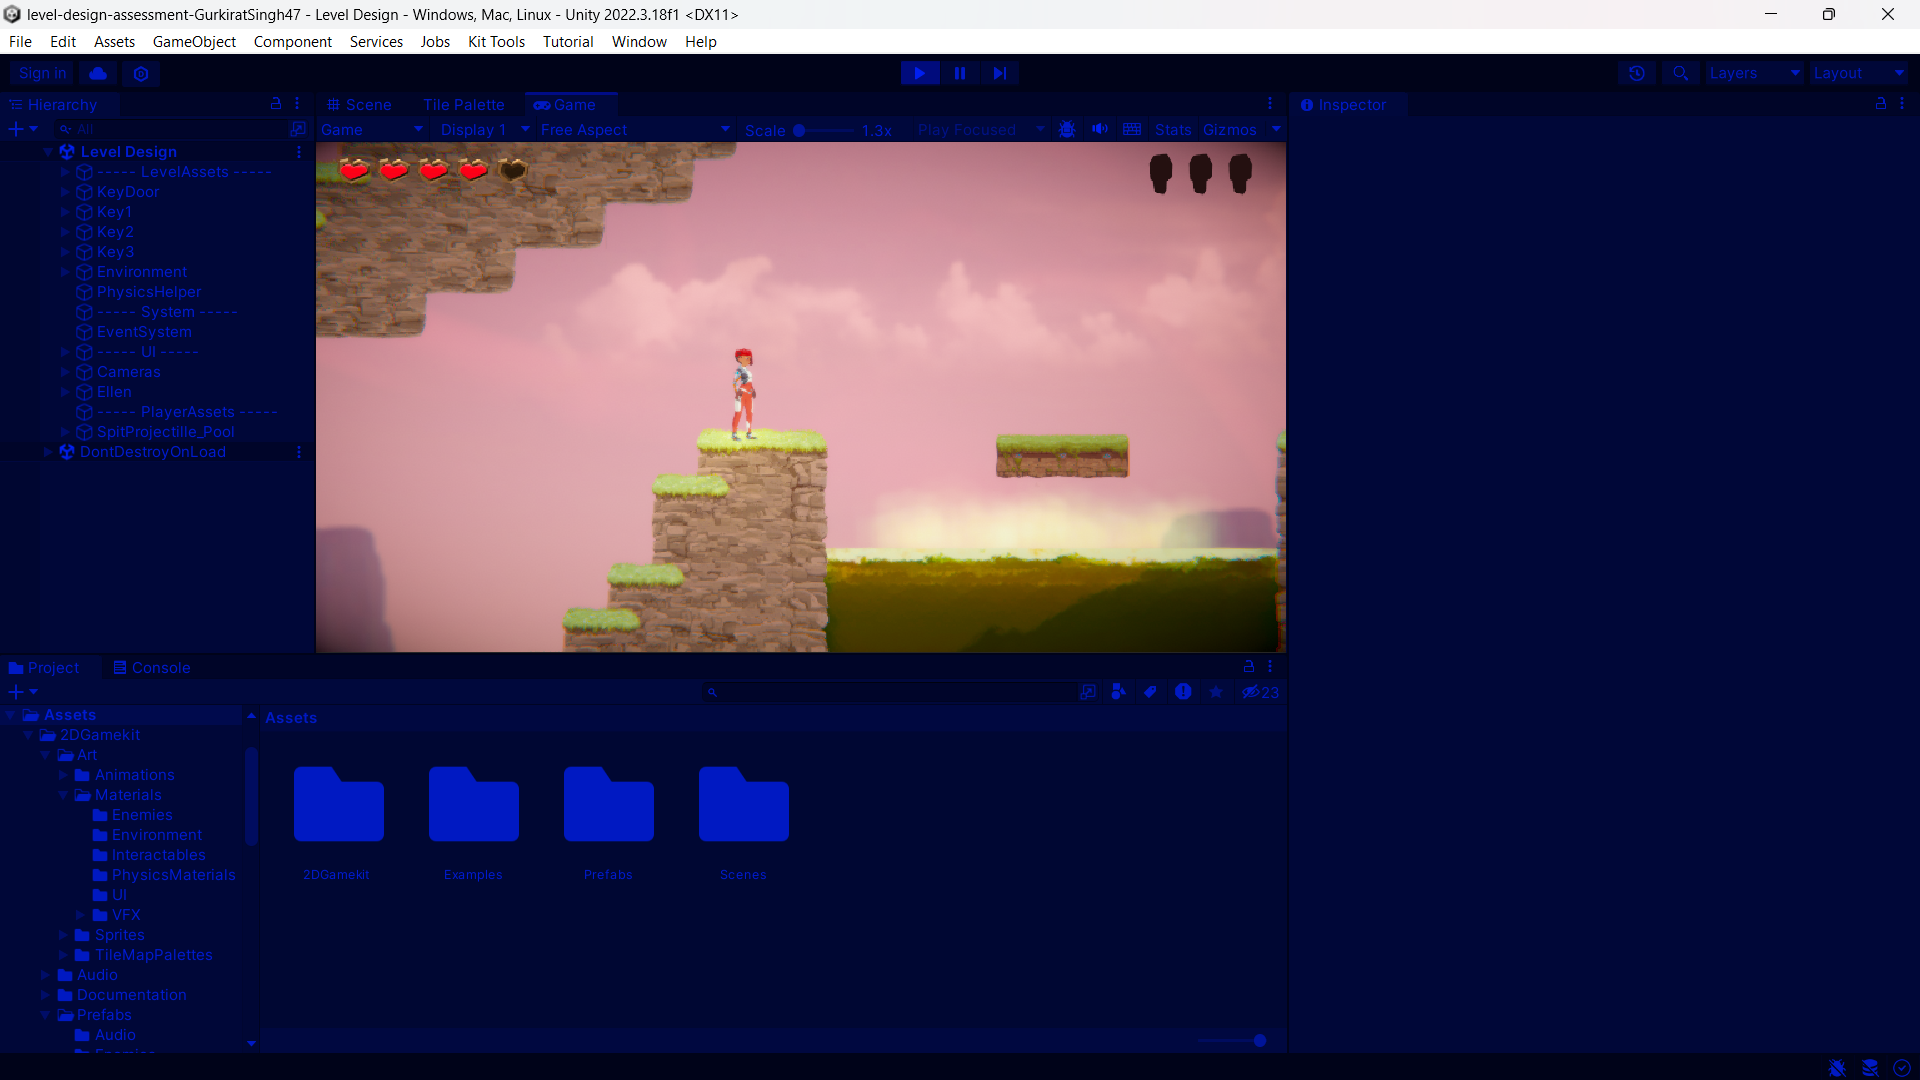 level-design-assessment-GurkiratSingh47 - Level Design - Windows, Mac, Linux - Unity 2022.3.18f1 <DX11>
File Edit Assets GameObject Component Services Jobs Kit Tools Tutorial Window Help
Sign in
Layers Layout
Hierarchy
Scene Tile Palette Game
Inspector
All
Game Display 1 Free Aspect Scale 1.3x Play Focused Stats Gizmos
Level Design
----- LevelAssets -----
KeyDoor
Key1
Key2
Key3
Environment
PhysicsHelper
----- System -----
EventSystem
----- UI -----
Cameras
Ellen
----- PlayerAssets -----
SpitProjectille_Pool
DontDestroyOnLoad
Project Console
23
Assets
2DGamekit
Art
Animations
Materials
Enemies
Environment
Interactables
PhysicsMaterials
UI
VFX
Sprites
TileMapPalettes
Audio
Documentation
Prefabs
Audio
Enemies
Assets
2DGamekit Examples Prefabs Scenes